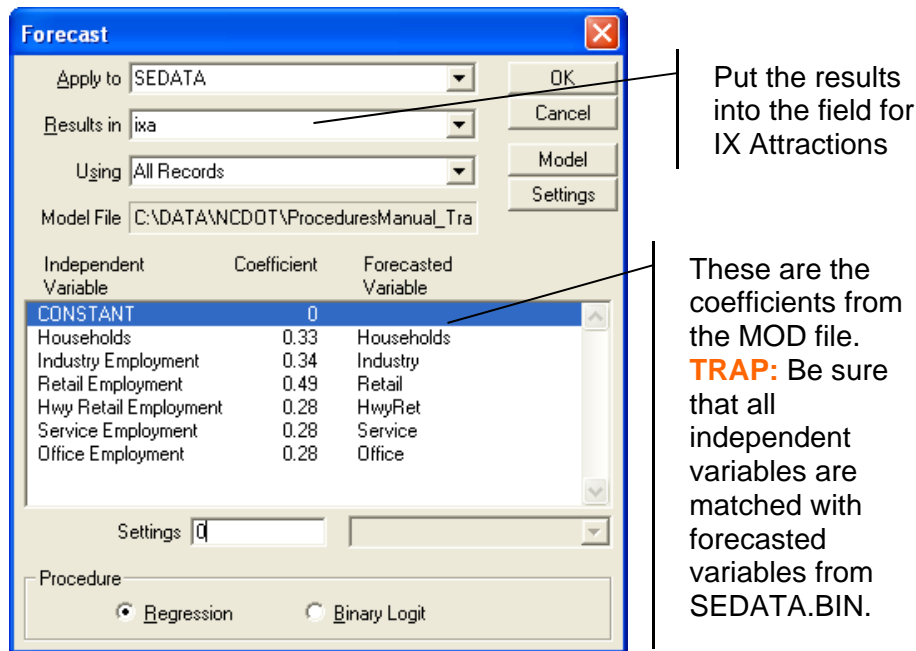 Forecast
Apply to SEDATA
OK
Results in ixa
Cancel
Using All Records
Model
Settings
Model File C:\DATA\NCDOT\ProceduresManual_Tra
Independent Variable Coefficient Forecasted Variable
CONSTANT 0
Households 0.33 Households
Industry Employment 0.34 Industry
Retail Employment 0.49 Retail
Hwy Retail Employment 0.28 HwyRet
Service Employment 0.28 Service
Office Employment 0.28 Office
Settings 0
Procedure
Regression Binary Logit
Put the results
into the field for
IX Attractions
These are the
coefficients from
the MOD file.
TRAP: Be sure
that all
independent
variables are
matched with
forecasted
variables from
SEDATA.BIN.